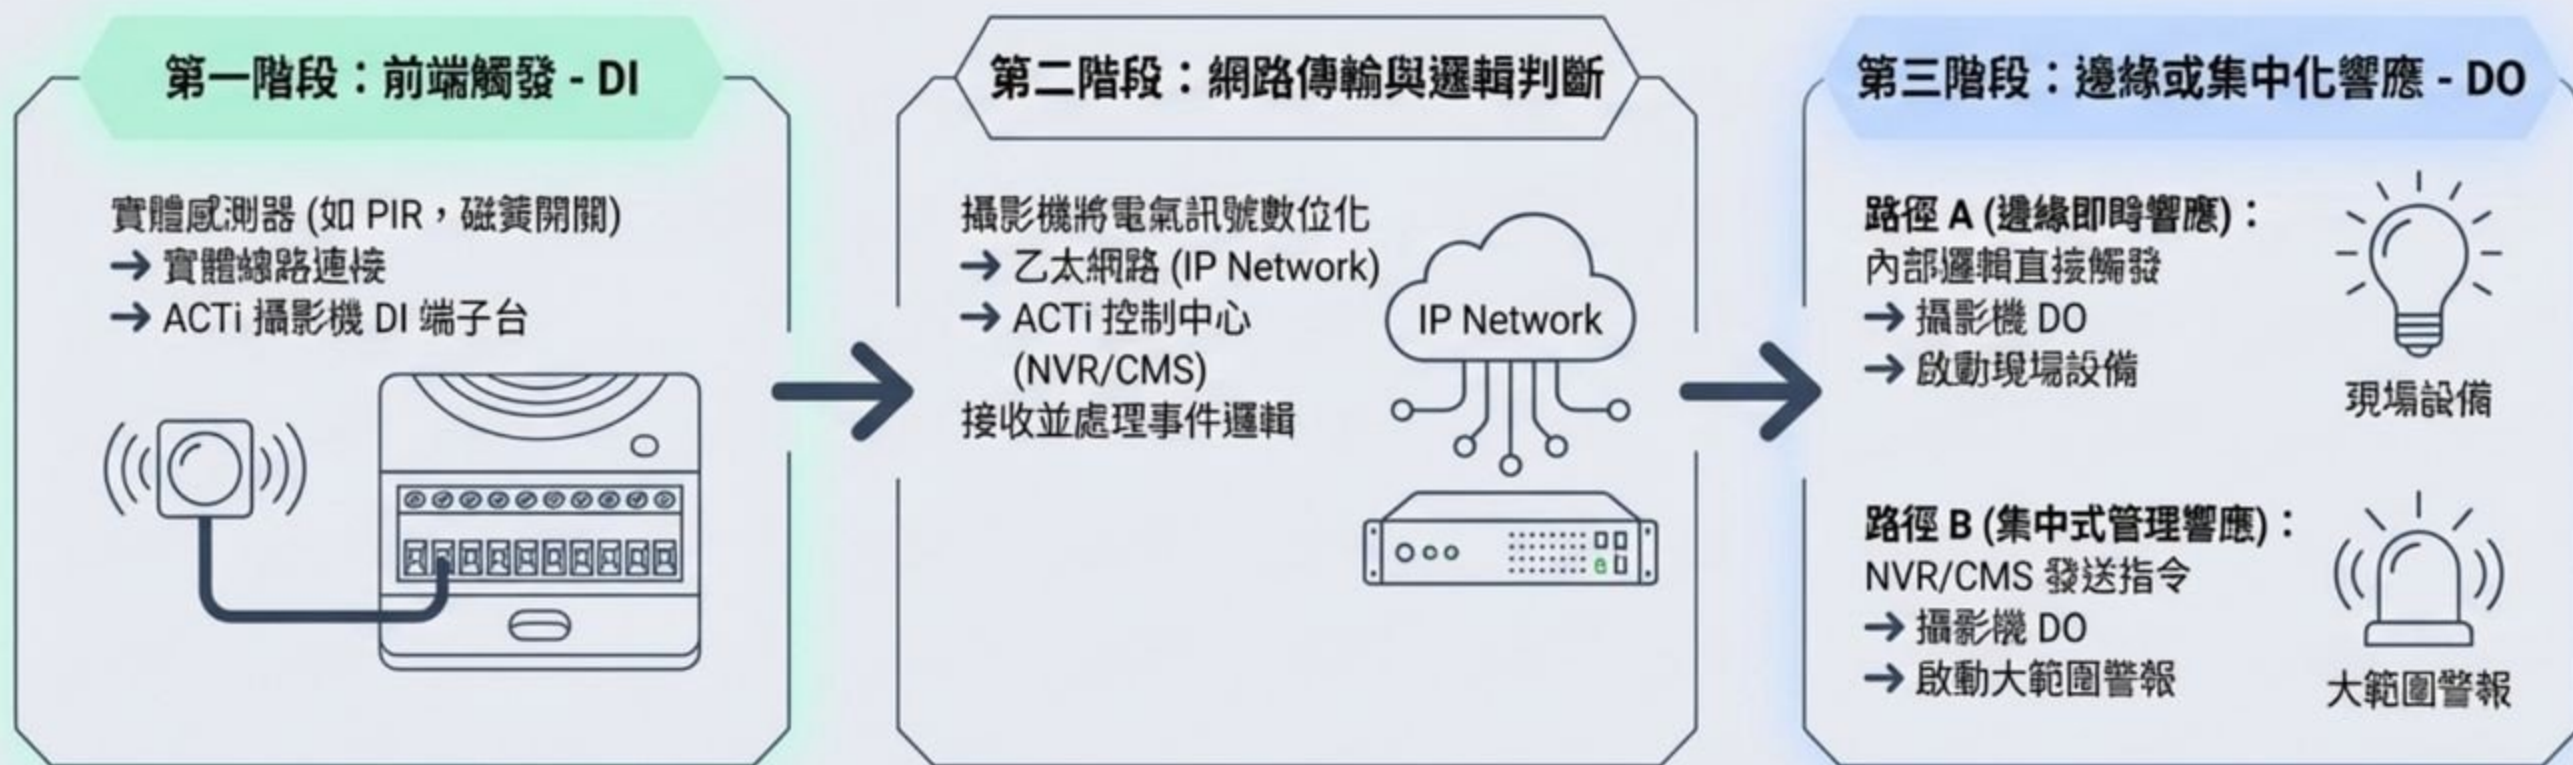 第一階段：前端觸發 - DI
實體感測器 (如 PIR，磁簧開關)
→ 實體線路連接
→ ACTi 攝影機 DI 端子台
第二階段：網路傳輸與邏輯判斷
攝影機將電氣訊號數位化
→ 乙太網路 (IP Network)
→ ACTi 控制中心
(NVR/CMS)
接收並處理事件邏輯
IP Network
第三階段：邊緣或集中化響應 - DO
路徑 A (邊緣即時響應)：
內部邏輯直接觸發
→ 攝影機 DO
→ 啟動現場設備
現場設備
路徑 B (集中式管理響應)：
NVR/CMS 發送指令
→ 攝影機 DO
→ 啟動大範圍警報
大範圍警報